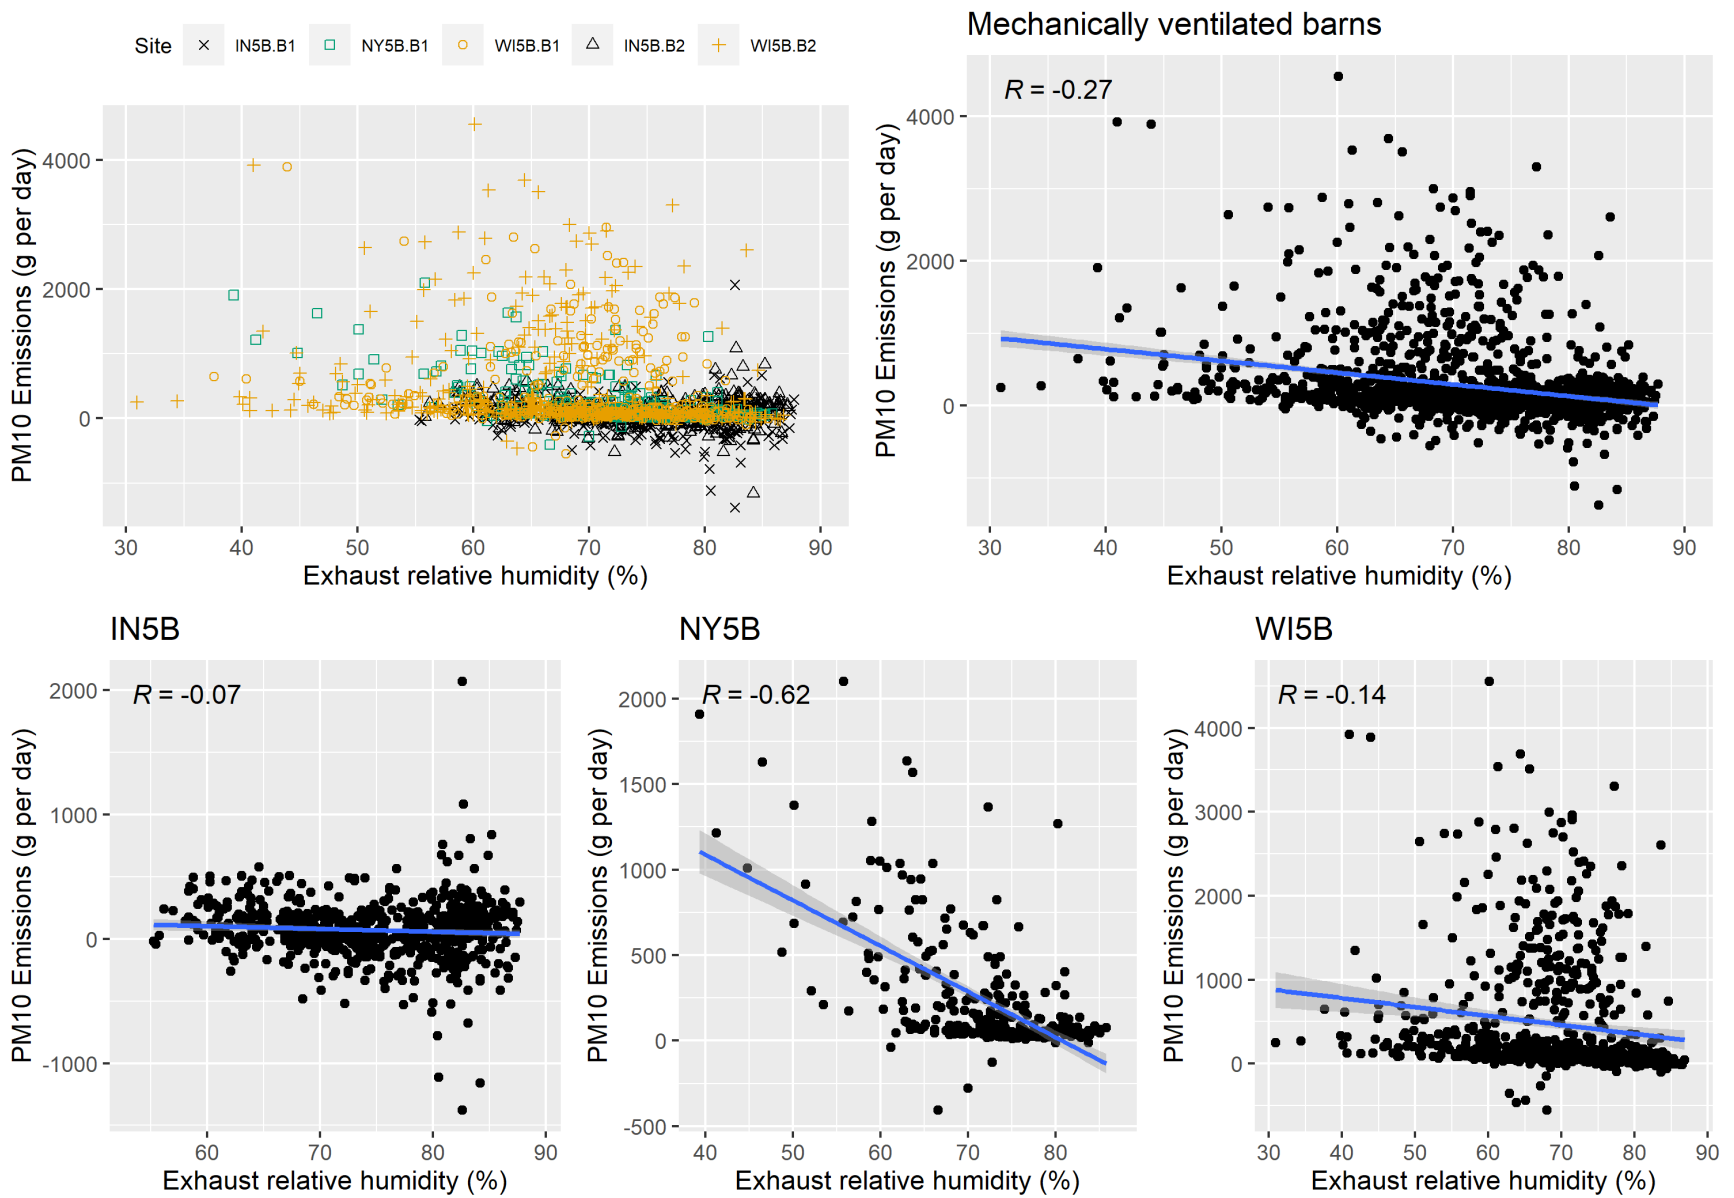 Site IN5B.B1 NY5B.B1 WI5B.B1 IN5B.B2 WI5B.B2
PM10 Emissions (g per day)
4000
2000
0
30 40 50 60 70 80 90
Exhaust relative humidity (%)
Mechanically ventilated barns
R = -0.27
PM10 Emissions (g per day)
4000
2000
0
30 40 50 60 70 80 90
Exhaust relative humidity (%)
IN5B
R = -0.07
PM10 Emissions (g per day)
2000
1000
0
-1000
60 70 80 90
Exhaust relative humidity (%)
NY5B
R = -0.62
PM10 Emissions (g per day)
2000
1500
1000
500
0
-500
40 50 60 70 80
Exhaust relative humidity (%)
WI5B
R = -0.14
PM10 Emissions (g per day)
4000
3000
2000
1000
0
30 40 50 60 70 80 90
Exhaust relative humidity (%)